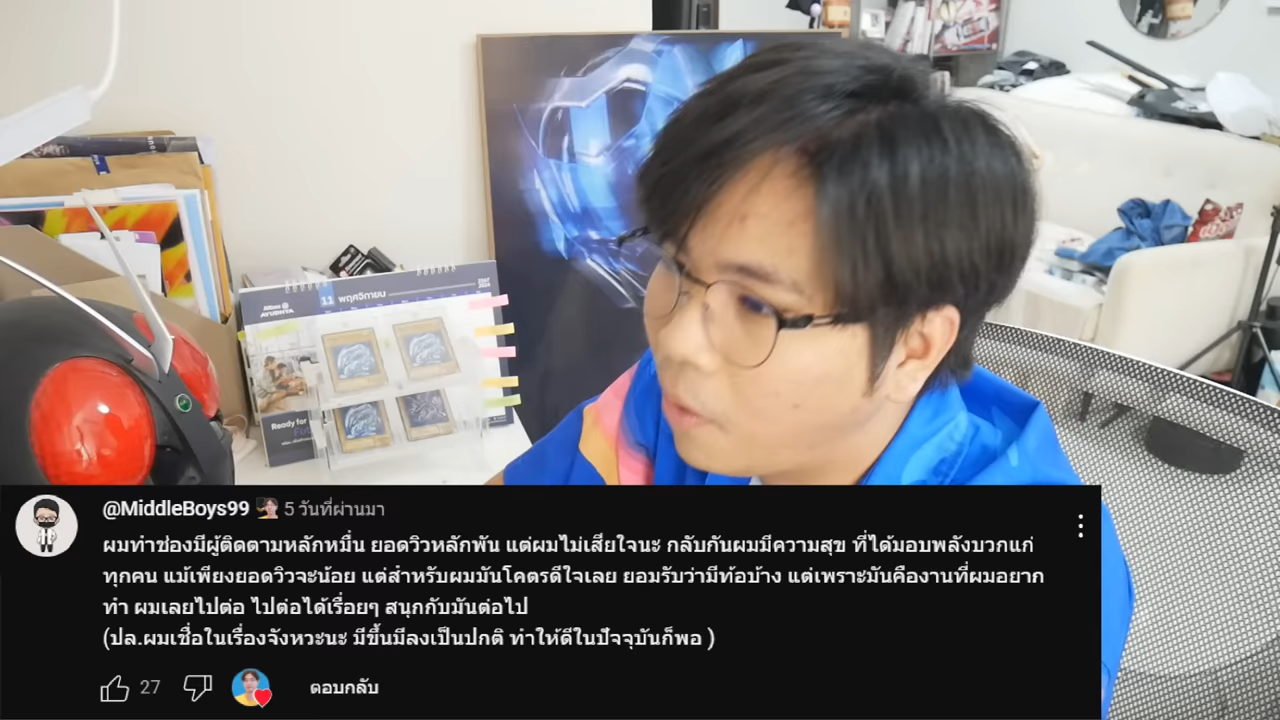 11 พฤศจิกายน
Allianz
AYUDHYA
Ready for
@MiddleBoys99 5 วันที่ผ่านมา
ผมทำช่องมีผู้ติดตามหลักหมื่น ยอดวิวหลักพัน แต่ผมไม่เสียใจนะ กลับกันผมมีความสุข ที่ได้มอบพลังบวกแก่
ทุกคน แม้เพียงยอดวิวจะน้อย แต่สำหรับผมมันโคตรดีใจเลย ยอมรับว่ามีท้อบ้าง แต่เพราะมันคืองานที่ผมอยาก
ทำ ผมเลยไปต่อ ไปต่อได้เรื่อยๆ สนุกกับมันต่อไป
(ปล.ผมเชื่อในเรื่องจังหวะนะ มีขึ้นมีลงเป็นปกติ ทำให้ดีในปัจจุบันก็พอ )
27 ตอบกลับ